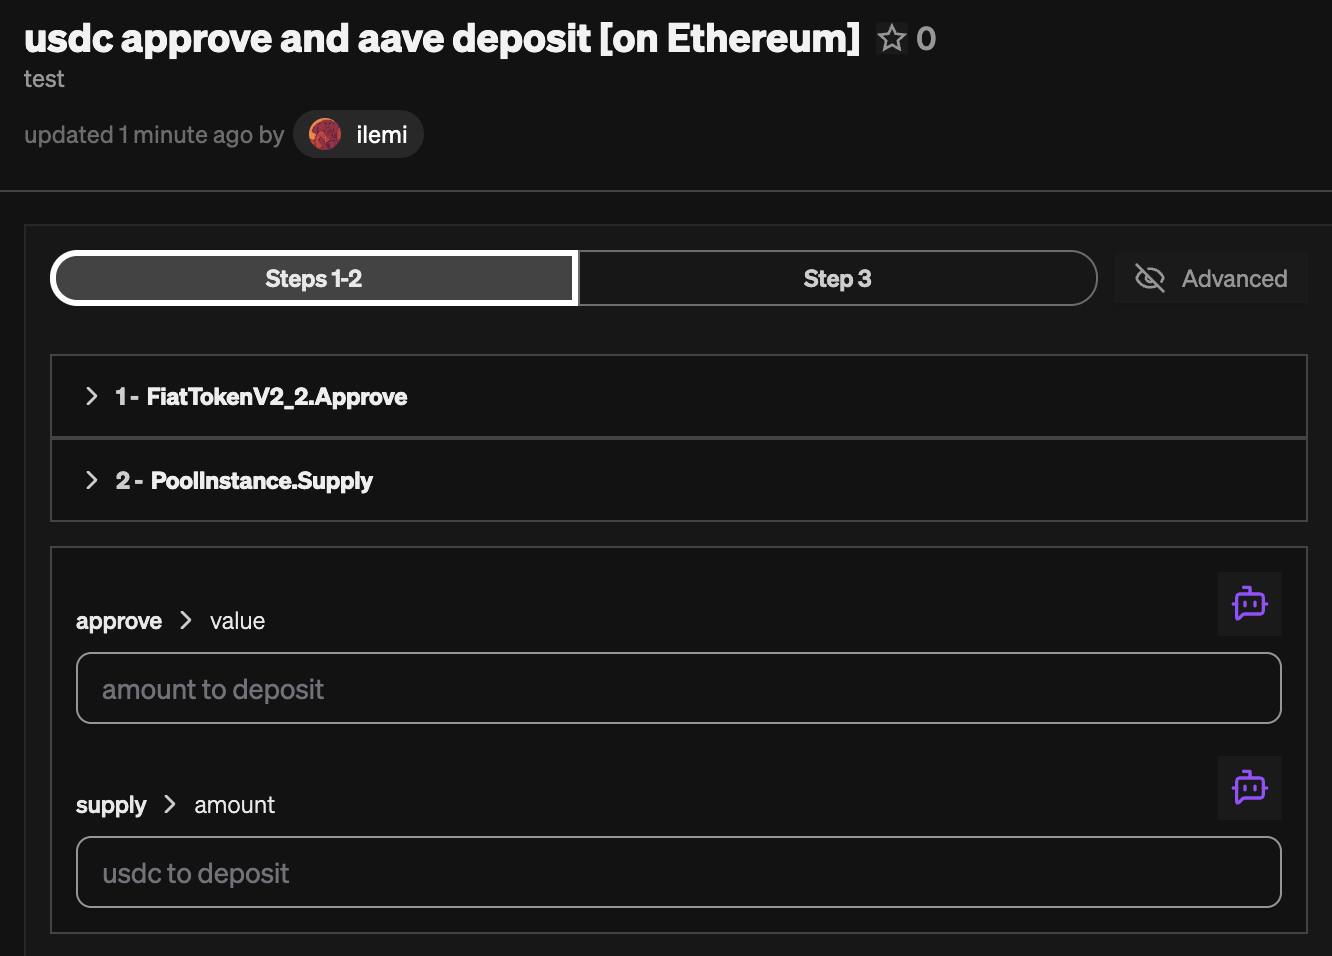 usdc approve and aave deposit [on Ethereum] 0
test
updated 1 minute ago by ilemi
Steps 1-2 Step 3 Advanced
1 - FiatTokenV2_2.Approve
2 - PoolInstance.Supply
approve > value
amount to deposit
supply > amount
usdc to deposit